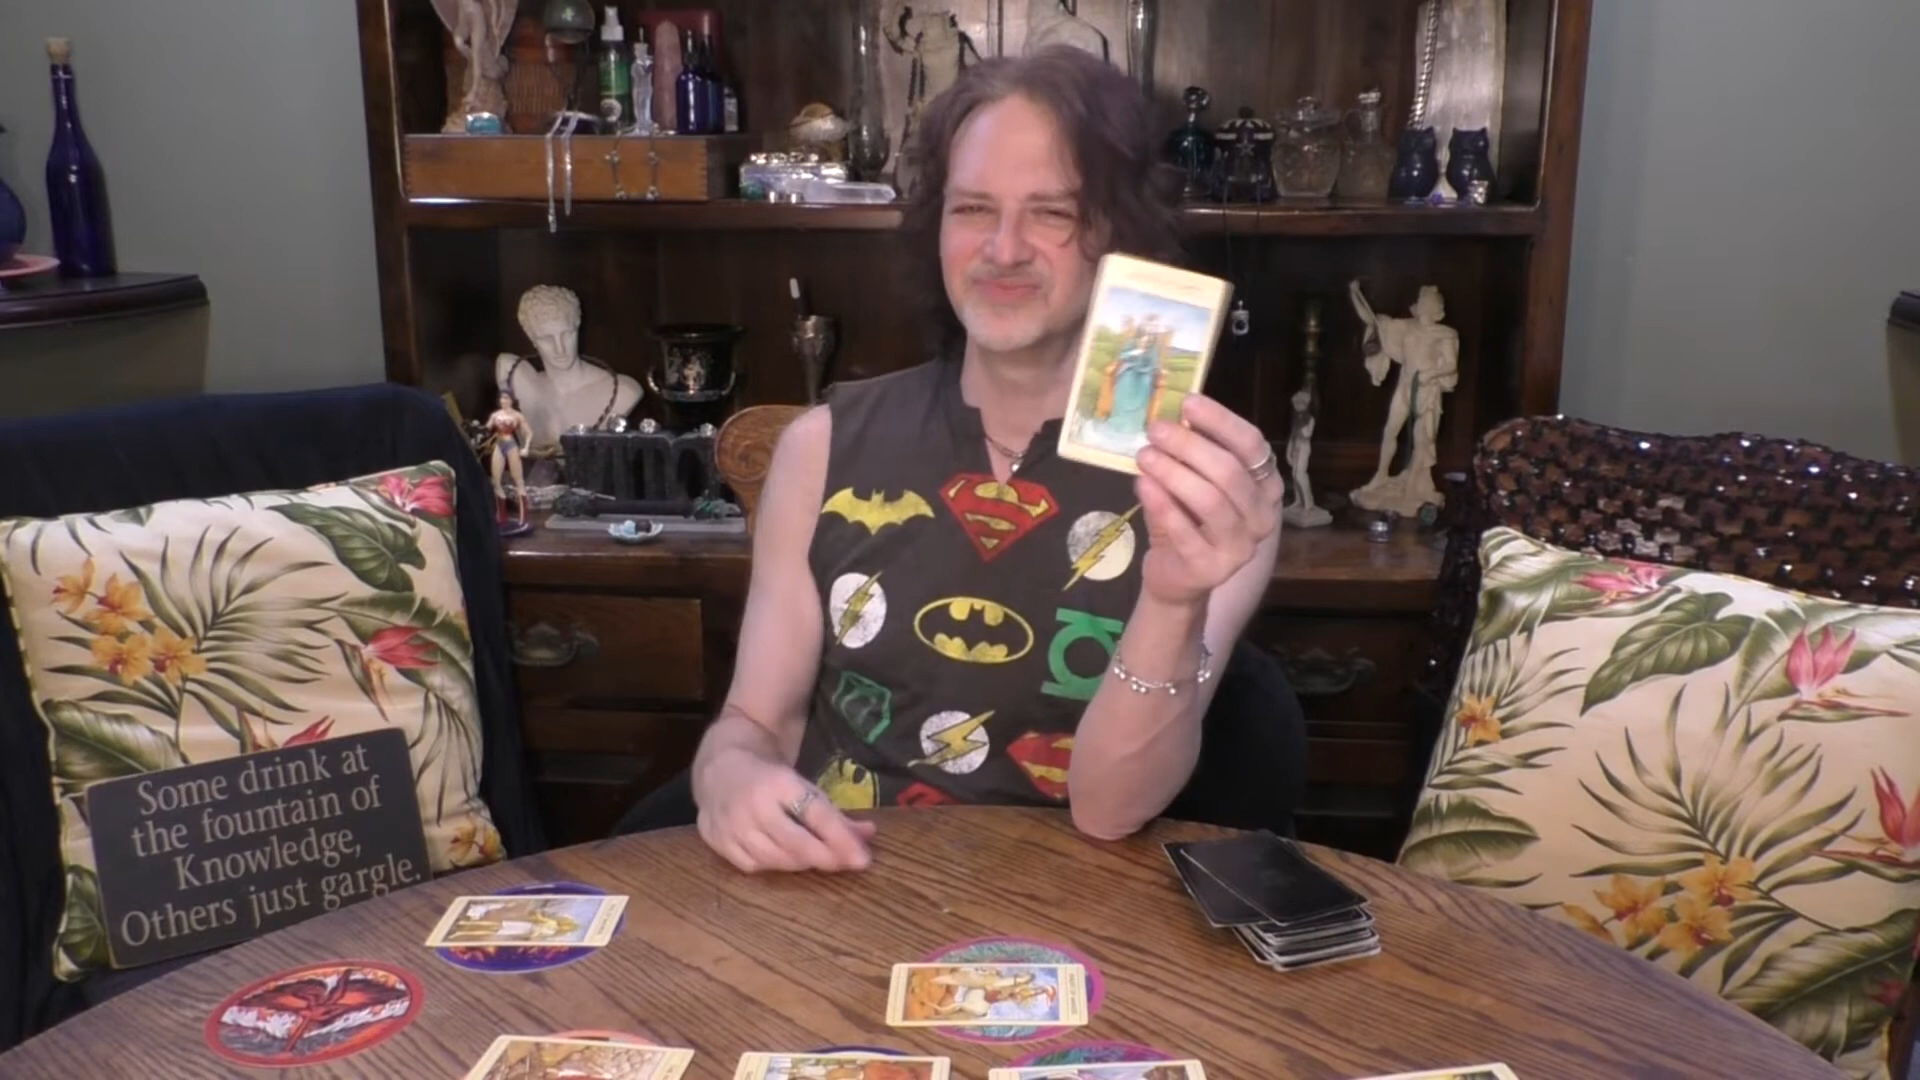 Some drink at
the fountain of
Knowledge,
Others just gargle.